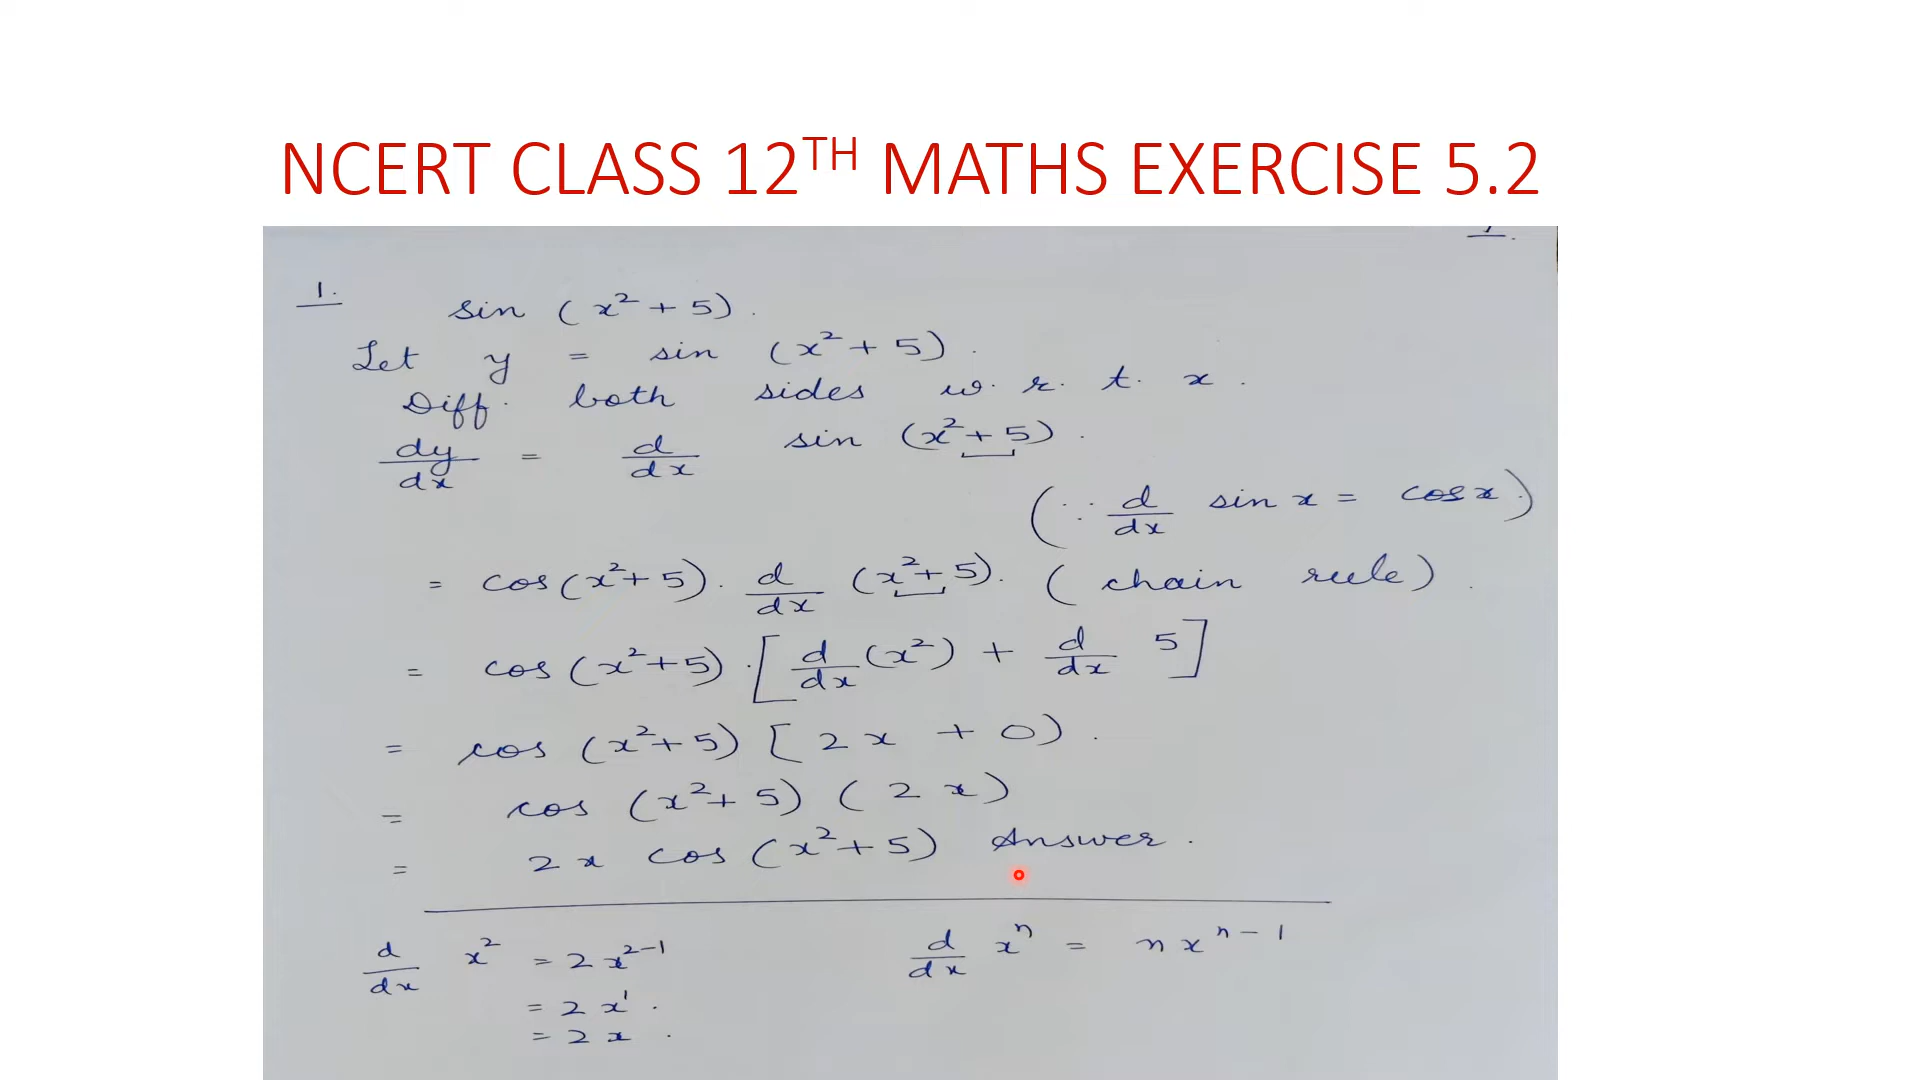 NCERT CLASS 12TH MATHS EXERCISE 5.2
1.
sin (x² + 5).
Let y = sin (x² + 5).
Diff. both sides w. r. t. x.
dy/dx = d/dx sin (x² + 5).
(∵ d/dx sin x = cos x.)
= cos(x² + 5). d/dx (x² + 5). (chain rule).
= cos (x² + 5) . [d/dx (x²) + d/dx 5]
= cos (x² + 5) [2x + 0).
= cos (x² + 5) (2x)
= 2x cos (x² + 5) Answer.
d/dx x² = 2x²⁻¹
= 2x¹.
= 2x.
d/dx xⁿ = nxⁿ⁻¹